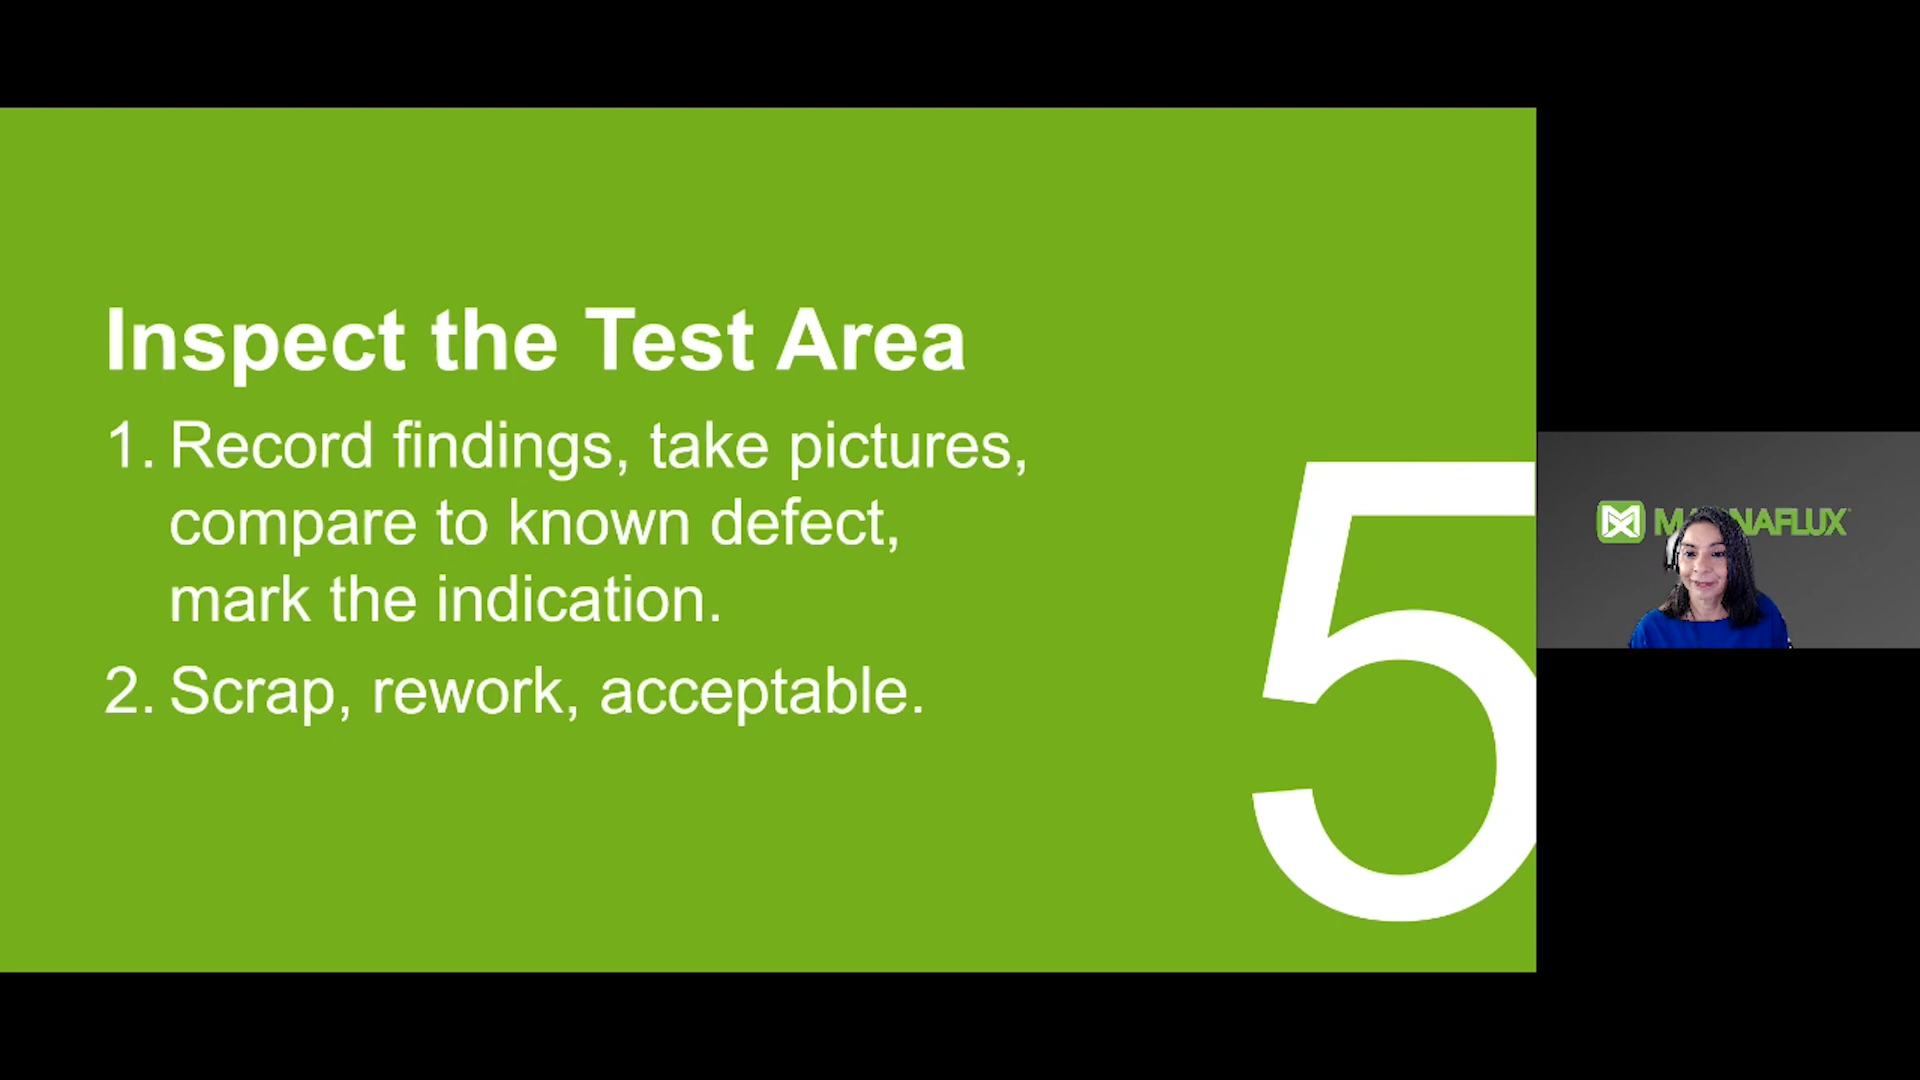 Inspect the Test Area
1. Record findings, take pictures,
compare to known defect,
mark the indication.
2. Scrap, rework, acceptable.
5
MAGNAFLUX